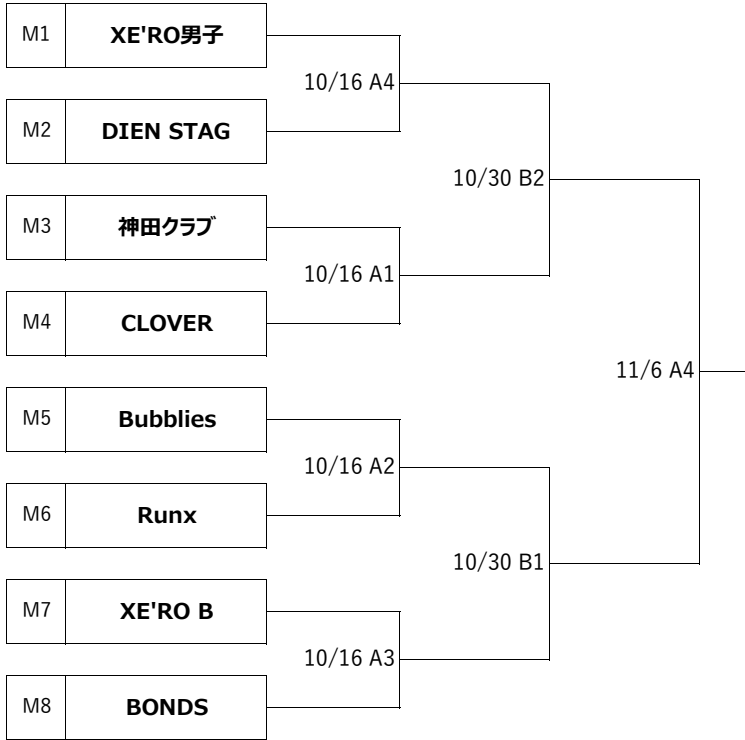 M1 XE'RO男子
10/16 A4
M2 DIEN STAG
10/30 B2
M3 神田クラブ
10/16 A1
M4 CLOVER
11/6 A4
M5 Bubblies
10/16 A2
M6 Runx
10/30 B1
M7 XE'RO B
10/16 A3
M8 BONDS